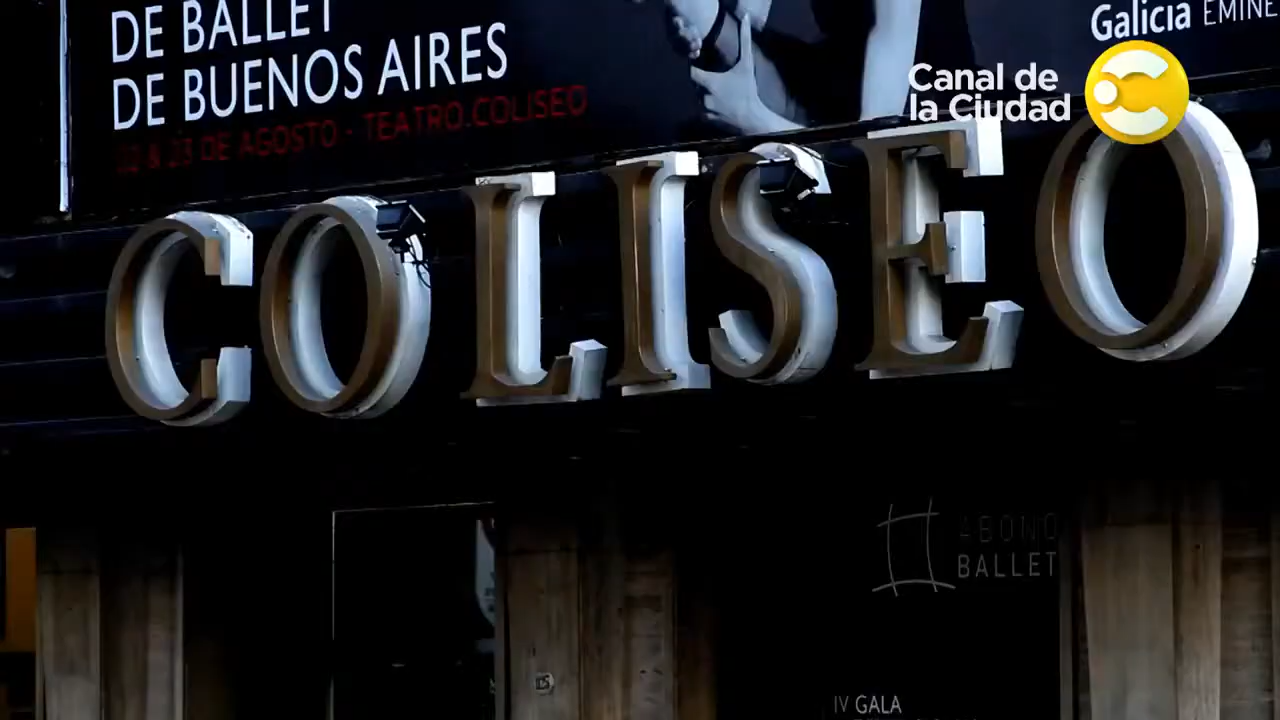 DE BALLET
DE BUENOS AIRES
22 & 23 DE AGOSTO · TEATRO COLISEO
Galicia
Canal de
la Ciudad
COLISEO
ABONO
BALLET
IV GALA